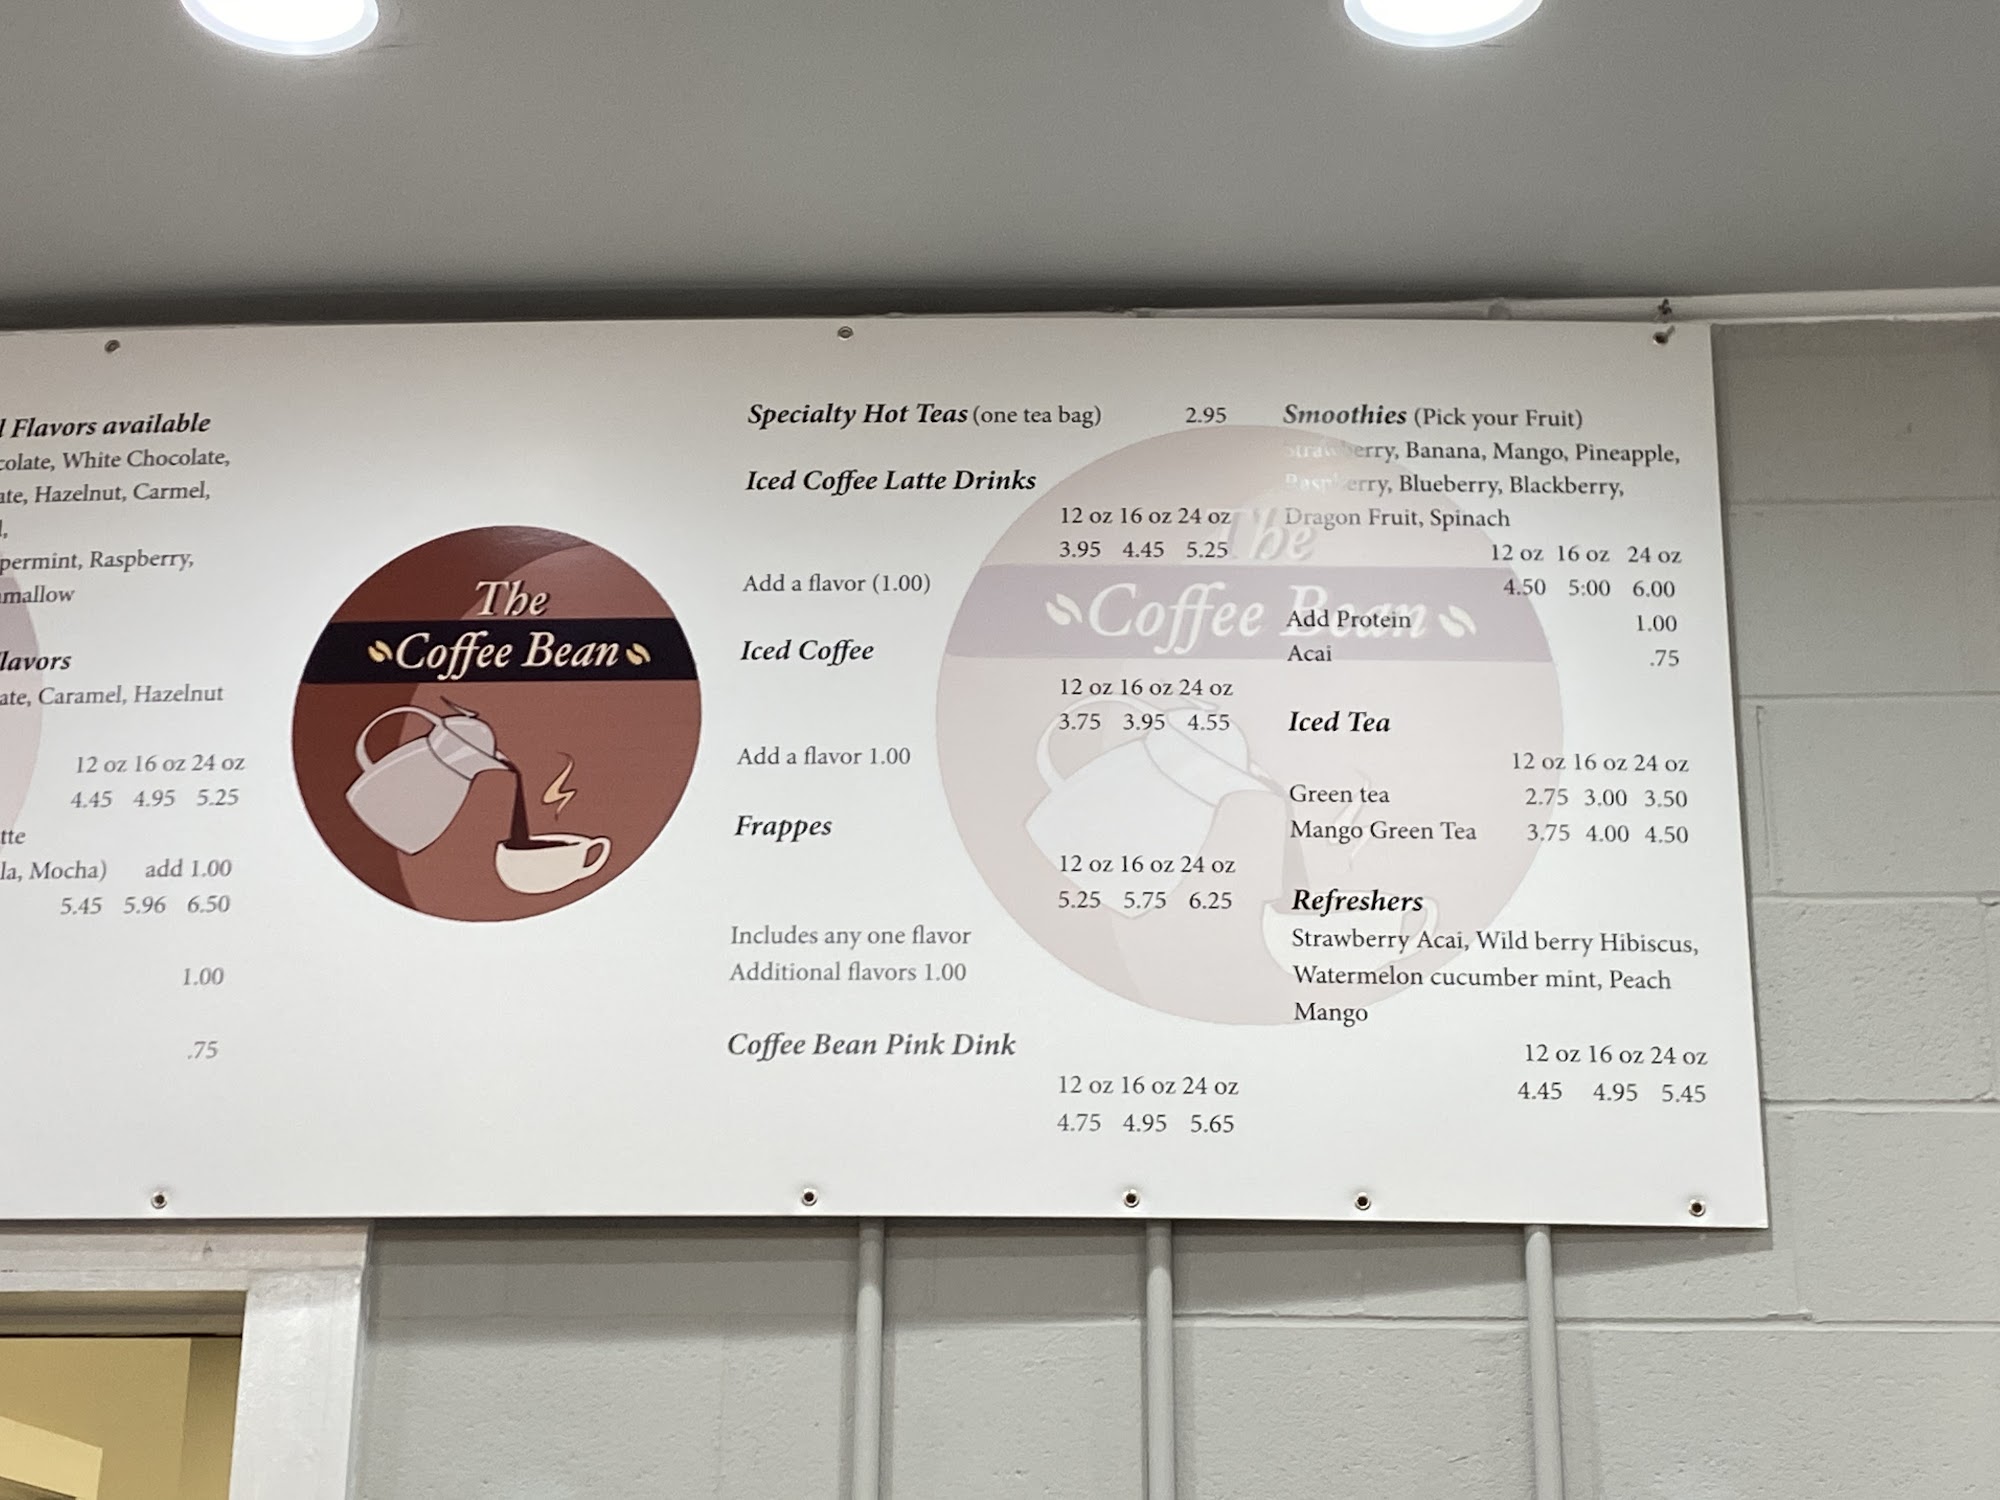 Flavors available
White Chocolate,
Hazelnut, Carmel,
Raspberry,
Caramel, Hazelnut
12 oz 16 oz 24 oz
4.45 4.95 5.25
Mocha) add 1.00
5.45 5.96 6.50
1.00
.75
The
Coffee Bean
Specialty Hot Teas (one tea bag) 2.95
Iced Coffee Latte Drinks
12 oz 16 oz 24 oz
3.95 4.45 5.25
Add a flavor (1.00)
Iced Coffee
12 oz 16 oz 24 oz
3.75 3.95 4.55
Add a flavor 1.00
Frappes
12 oz 16 oz 24 oz
5.25 5.75 6.25
Includes any one flavor
Additional flavors 1.00
Coffee Bean Pink Dink
12 oz 16 oz 24 oz
4.75 4.95 5.65
The
Coffee Bean
Smoothies (Pick your Fruit)
Strawberry, Banana, Mango, Pineapple,
Raspberry, Blueberry, Blackberry,
Dragon Fruit, Spinach
12 oz 16 oz 24 oz
4.50 5:00 6.00
Add Protein 1.00
Acai .75
Iced Tea
12 oz 16 oz 24 oz
Green tea 2.75 3.00 3.50
Mango Green Tea 3.75 4.00 4.50
Refreshers
Strawberry Acai, Wild berry Hibiscus,
Watermelon cucumber mint, Peach
Mango
12 oz 16 oz 24 oz
4.45 4.95 5.45